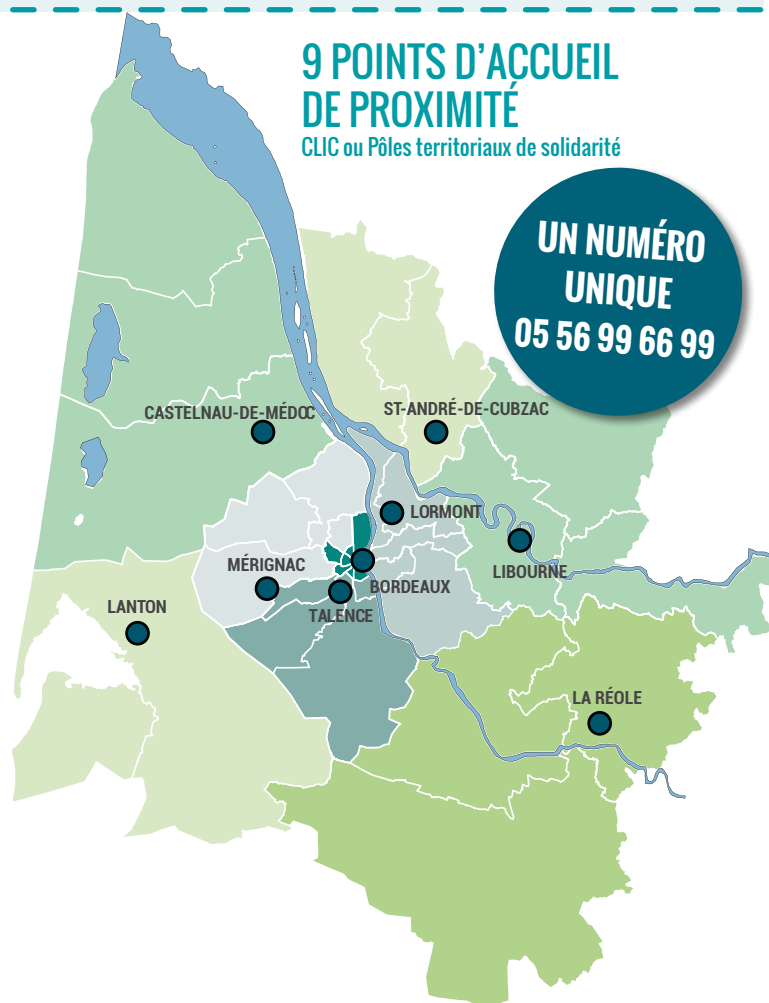 9 POINTS D'ACCUEIL
DE PROXIMITÉ
CLIC ou Pôles territoriaux de solidarité
UN NUMÉRO
UNIQUE
05 56 99 66 99
CASTELNAU-DE-MÉDOC
ST-ANDRÉ-DE-CUBZAC
LORMONT
LIBOURNE
MÉRIGNAC
BORDEAUX
TALENCE
LANTON
LA RÉOLE